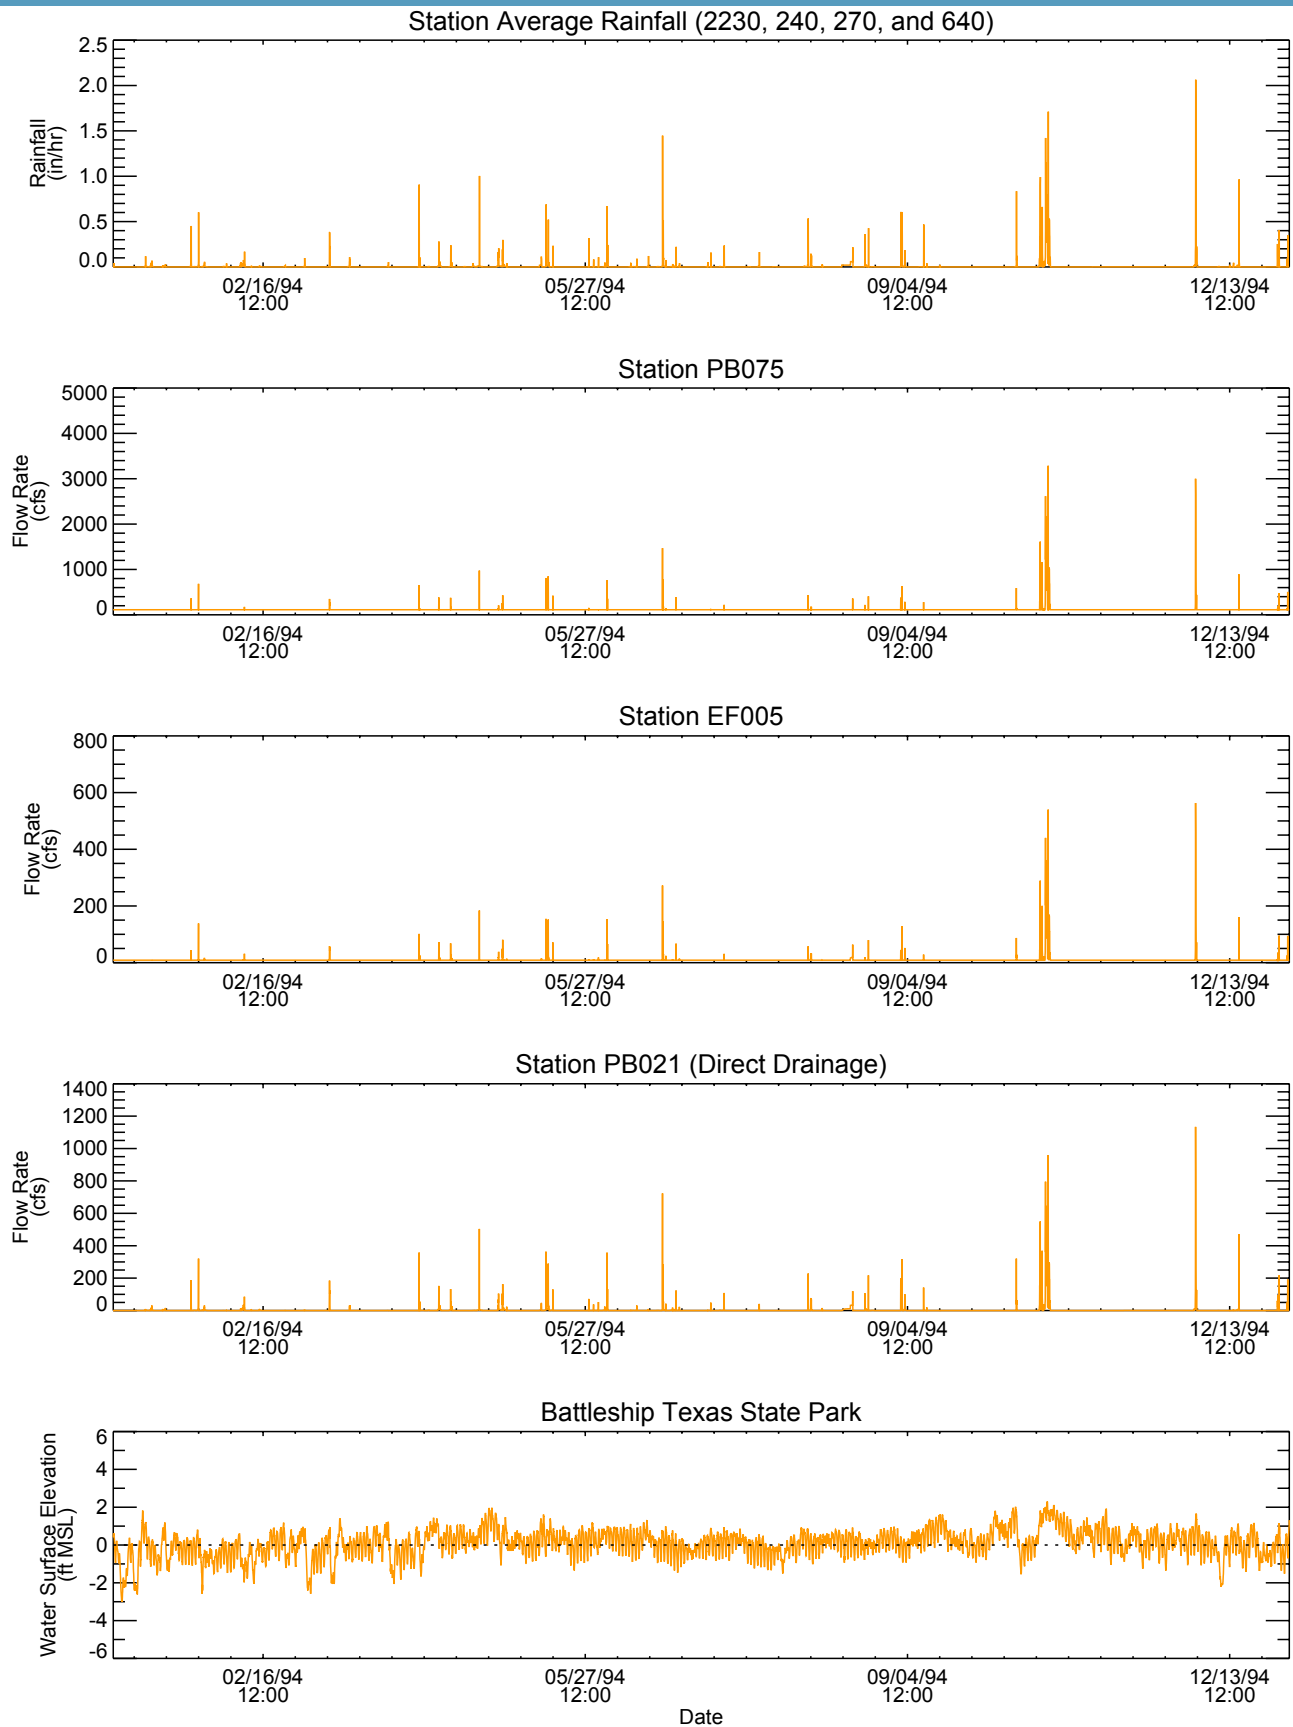 Station Average Rainfall (2230, 240, 270, and 640)
Rainfall
(in/hr)
2.5
2.0
1.5
1.0
0.5
0.0
02/16/94 05/27/94 09/04/94 12/13/94
12:00 12:00 12:00 12:00
Station PB075
Flow Rate
(cfs)
5000
4000
3000
2000
1000
0
02/16/94 05/27/94 09/04/94 12/13/94
12:00 12:00 12:00 12:00
Station EF005
Flow Rate
(cfs)
800
600
400
200
0
02/16/94 05/27/94 09/04/94 12/13/94
12:00 12:00 12:00 12:00
Station PB021 (Direct Drainage)
Flow Rate
(cfs)
1400
1200
1000
800
600
400
200
0
02/16/94 05/27/94 09/04/94 12/13/94
12:00 12:00 12:00 12:00
Battleship Texas State Park
Water Surface Elevation
(ft MSL)
6
4
2
0
-2
-4
-6
02/16/94 05/27/94 09/04/94 12/13/94
12:00 12:00 12:00 12:00
Date